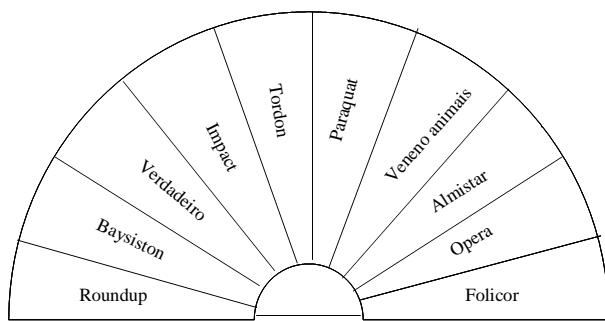 Roundup
Baysiston
Verdadeiro
Impact
Tordon
Paraquat
Veneno animais
Almistar
Opera
Folicor